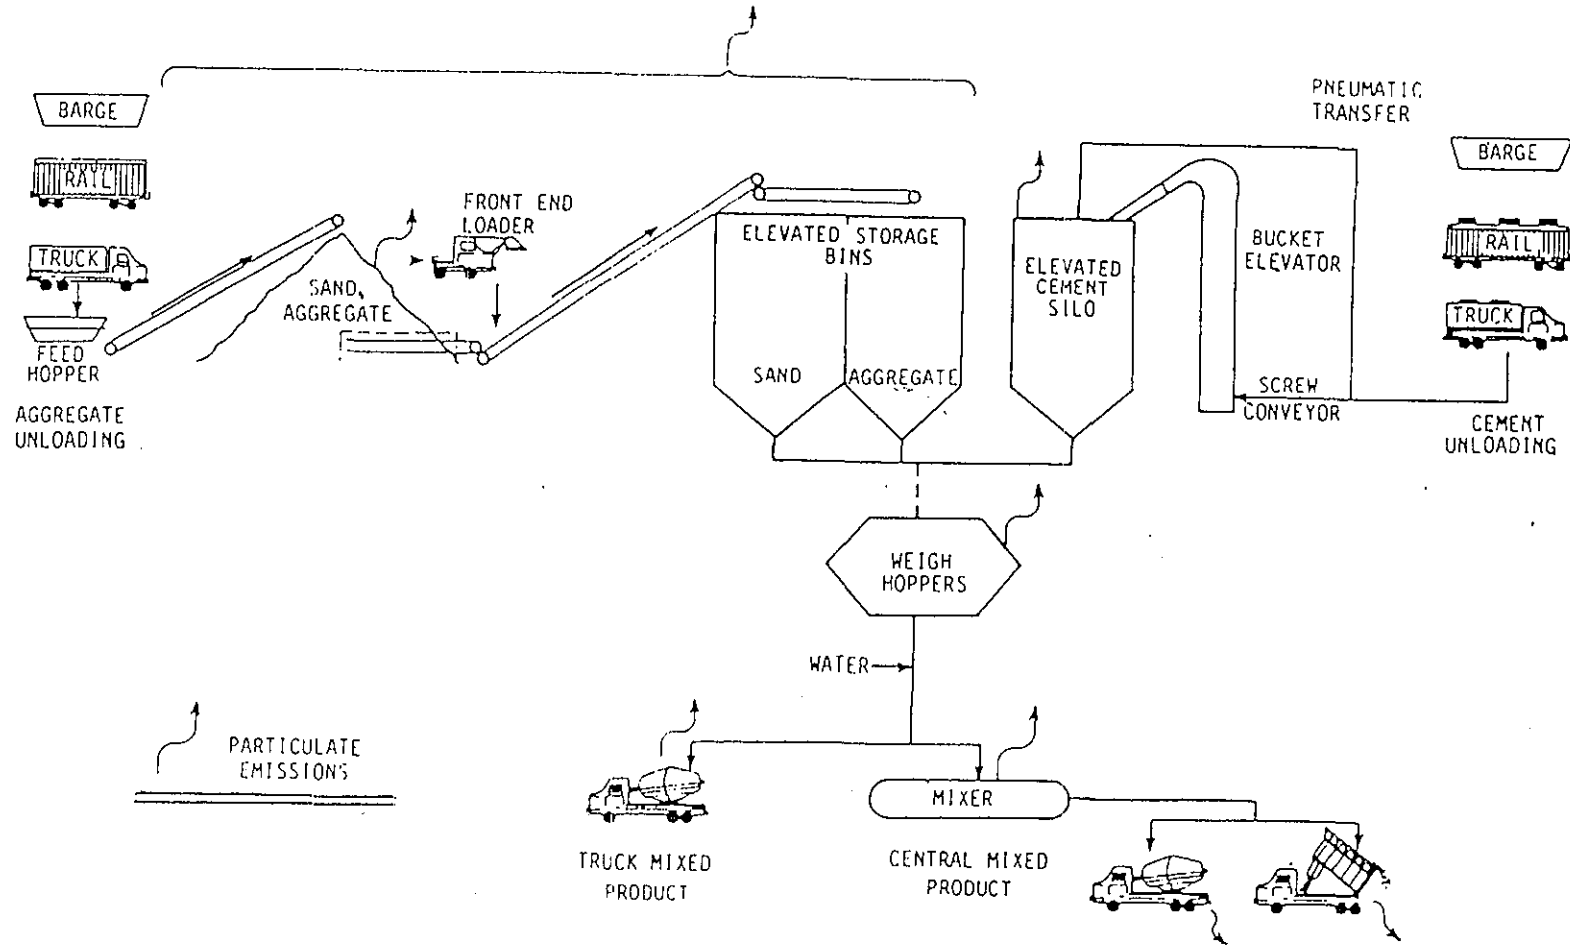 PNEUMATIC
TRANSFER
BARGE
RAIL
TRUCK
FEED
HOPPER
AGGREGATE
UNLOADING
SAND,
AGGREGATE
FRONT END
LOADER
ELEVATED STORAGE
BINS
SAND
AGGREGATE
ELEVATED
CEMENT
SILO
BUCKET
ELEVATOR
SCREW
CONVEYOR
BARGE
RAIL
TRUCK
CEMENT
UNLOADING
WEIGH
HOPPERS
WATER
PARTICULATE
EMISSIONS
TRUCK MIXED
PRODUCT
MIXER
CENTRAL MIXED
PRODUCT